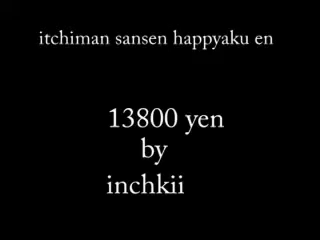 itchiman sansen happyaku en
13800 yen
by
inchkii